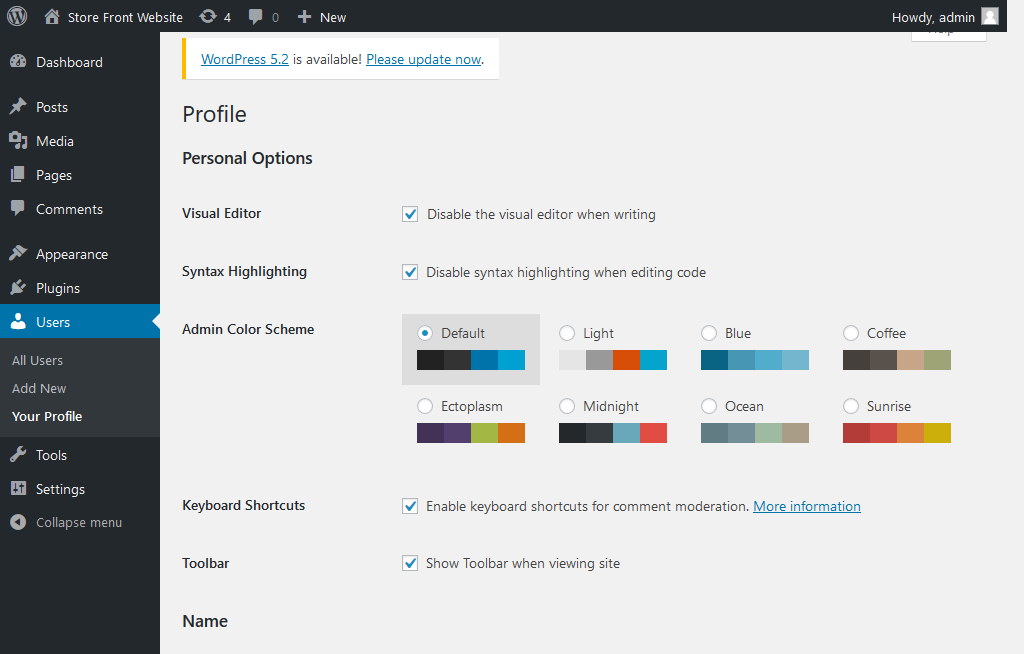 Store Front Website 4 0 New Howdy, admin
Help
Dashboard
Posts
Media
Pages
Comments
Appearance
Plugins
Users
All Users
Add New
Your Profile
Tools
Settings
Collapse menu
WordPress 5.2 is available! Please update now.
Profile
Personal Options
Visual Editor Disable the visual editor when writing
Syntax Highlighting Disable syntax highlighting when editing code
Admin Color Scheme Default Light Blue Coffee
Ectoplasm Midnight Ocean Sunrise
Keyboard Shortcuts Enable keyboard shortcuts for comment moderation. More information
Toolbar Show Toolbar when viewing site
Name